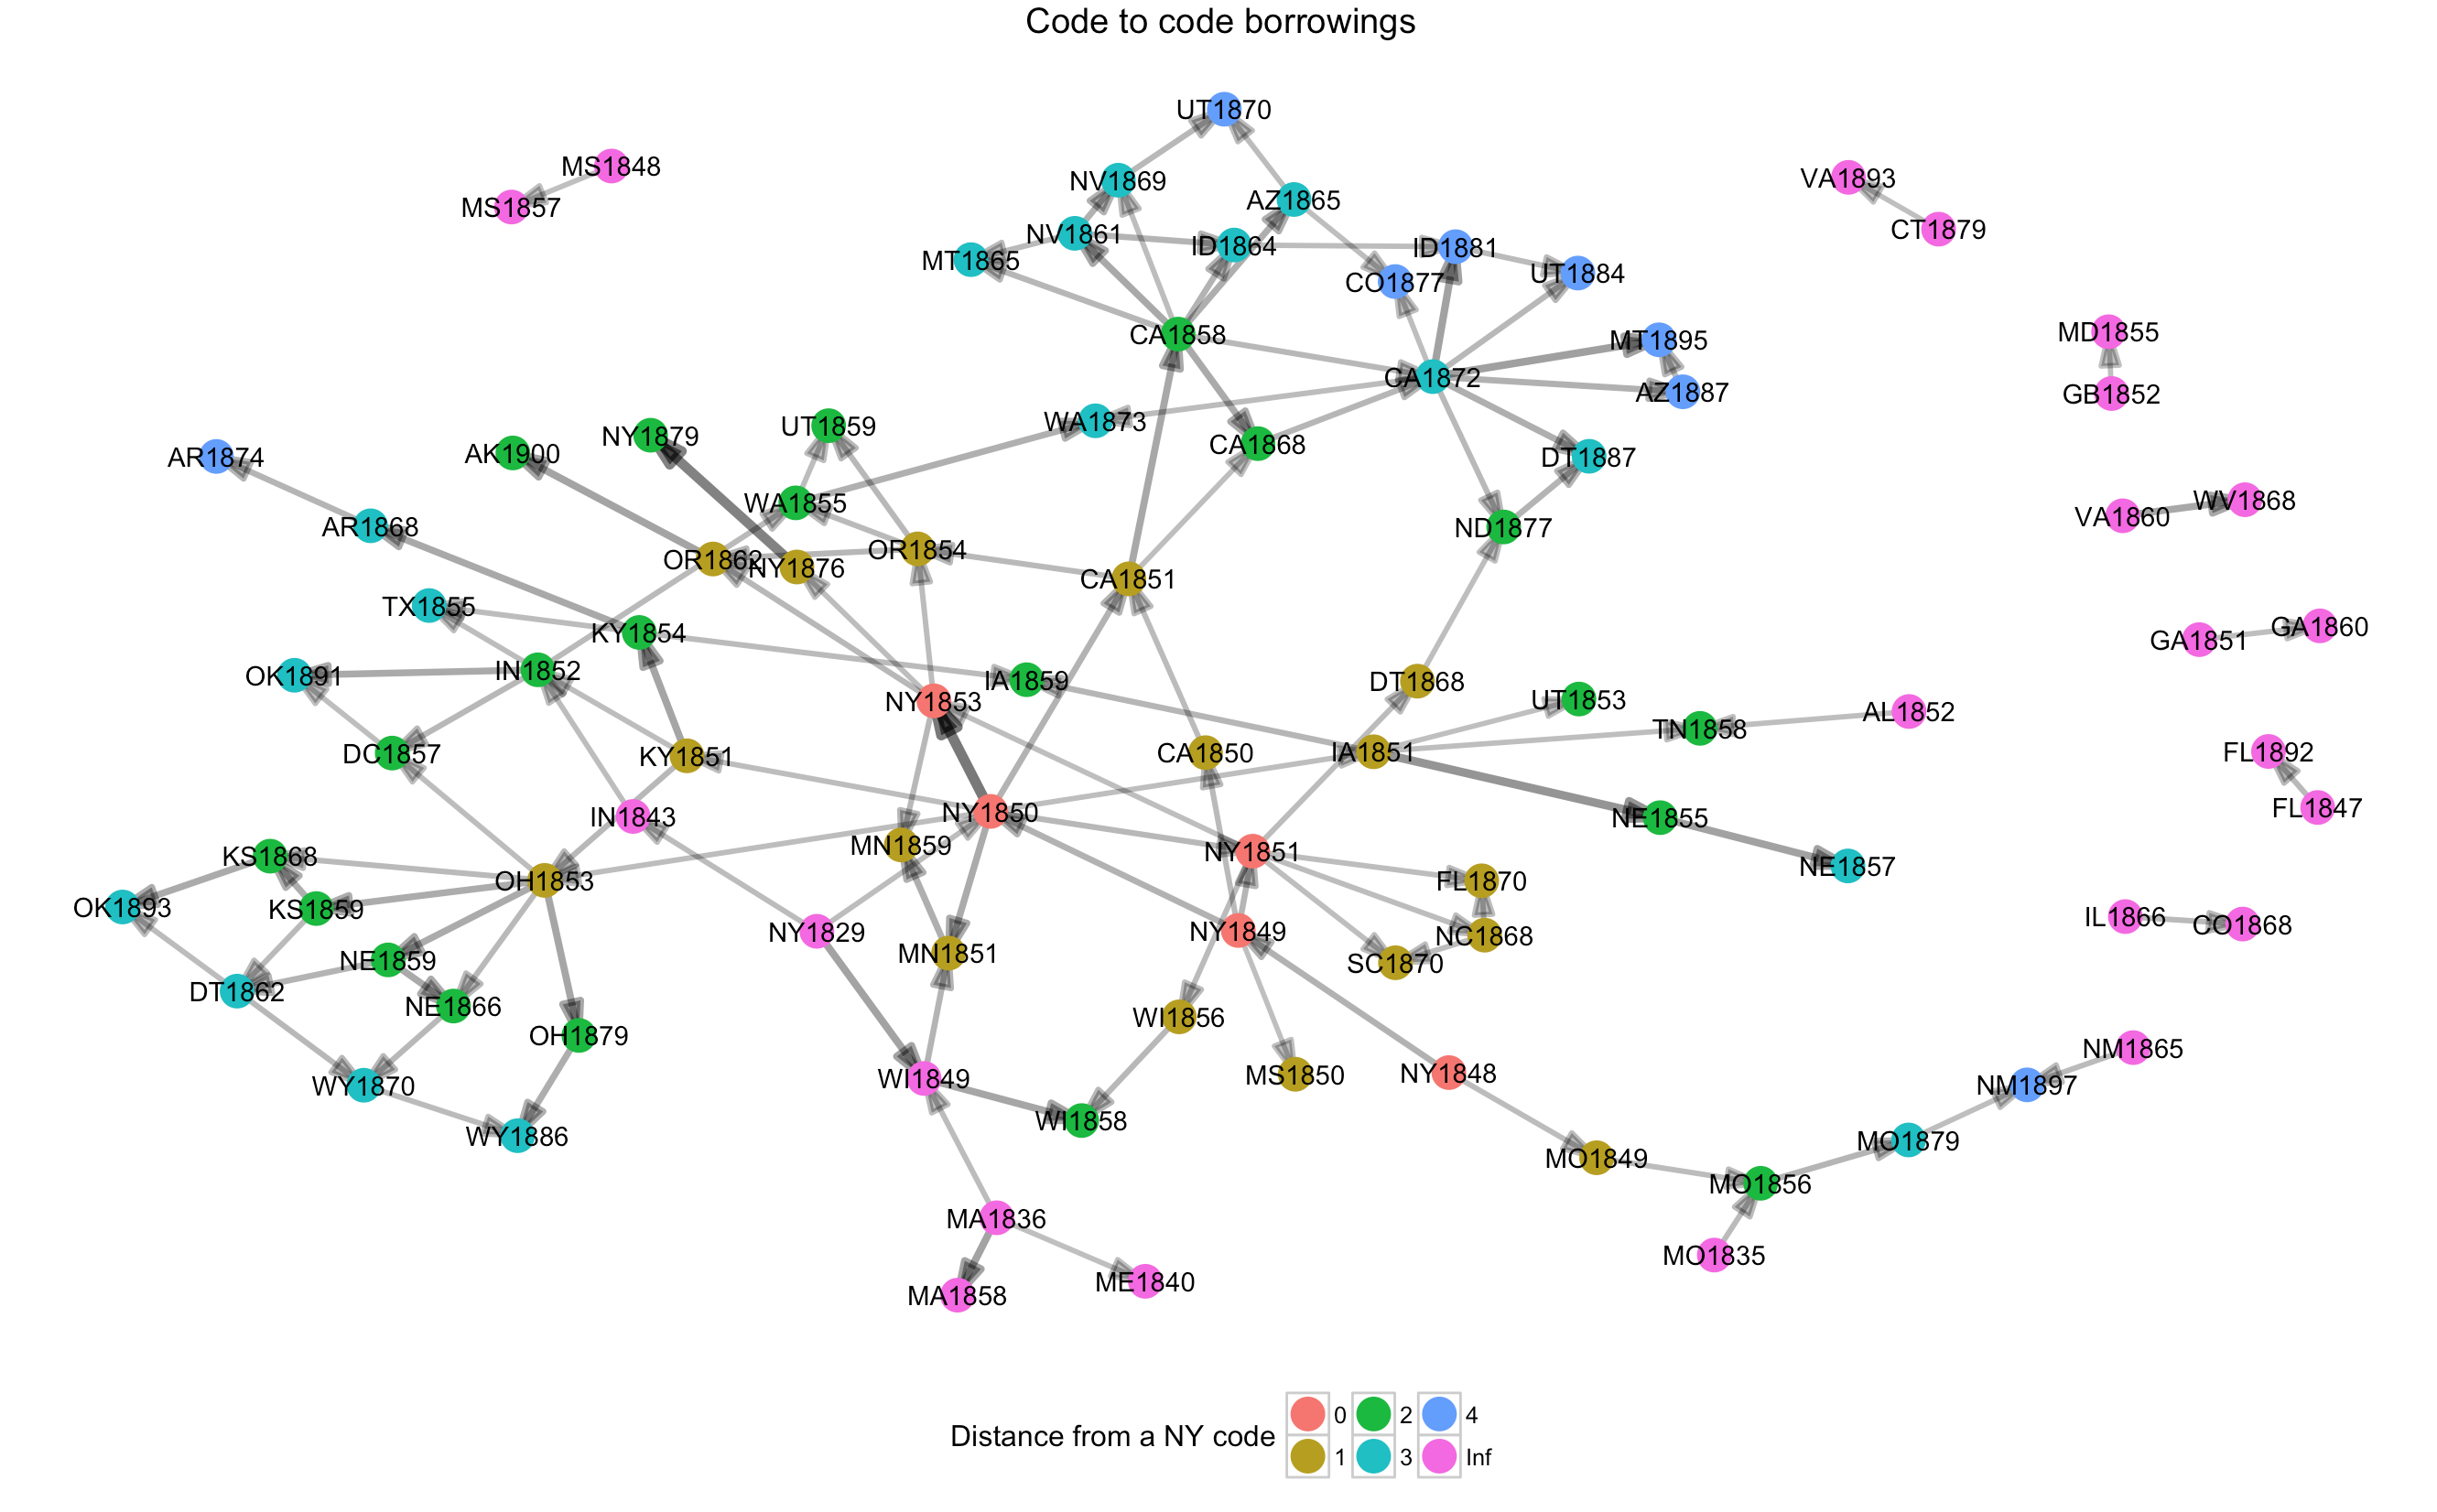 Code to code borrowings
UT1870
MS1848
NV1869
VA1893
MS1857
AZ1865
CT1879
NV1861
ID1864
ID1881
MT1865
UT1884
CO1877
CA1858
MD1855
MT1895
CA1872
AZ1887
GB1852
WA1873
UT1859
NY1879
CA1868
AK1900
AR1874
DT1887
WV1868
WA1855
VA1860
AR1868
ND1877
OR1854
OR1862
NY1876
CA1851
TX1855
GA1860
KY1854
GA1851
IN1852
OK1891
IA1859
DT1868
NY1853
UT1853
AL1852
TN1858
DC1857
KY1851
CA1850
IA1851
FL1892
FL1847
NY1850
IN1843
NE1855
MN1859
NY1851
KS1868
NE1857
OH1853
FL1870
OK1893
KS1859
IL1866
CO1868
NY1829
NY1849
NC1868
MN1851
NE1859
SC1870
DT1862
NE1866
WI1856
OH1879
NM1865
WI1849
MS1850
NY1848
WY1870
NM1897
WI1858
WY1886
MO1879
MO1849
MO1856
MA1836
MO1835
ME1840
MA1858
Distance from a NY code
0
2
4
1
3
Inf